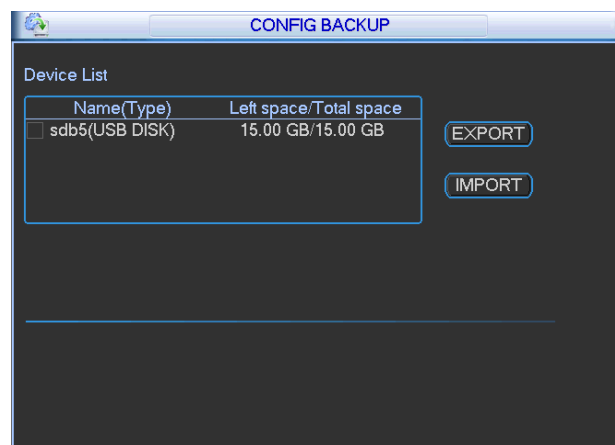 CONFIG BACKUP
Device List
Name(Type) Left space/Total space
sdb5(USB DISK) 15.00 GB/15.00 GB
EXPORT
IMPORT